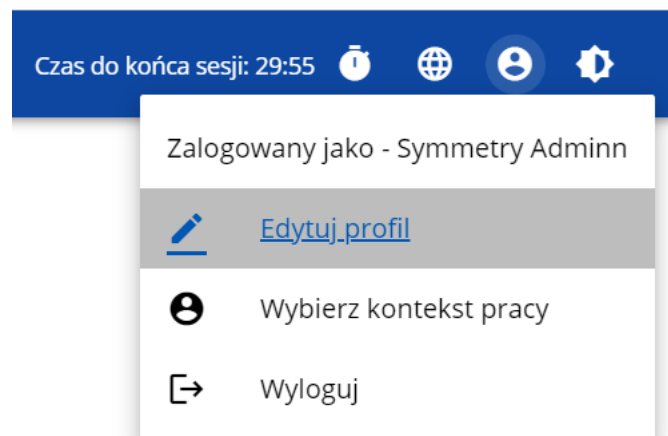 Czas do końca sesji: 29:55
Zalogowany jako - Symmetry Adminn
Edytuj profil
Wybierz kontekst pracy
Wyloguj